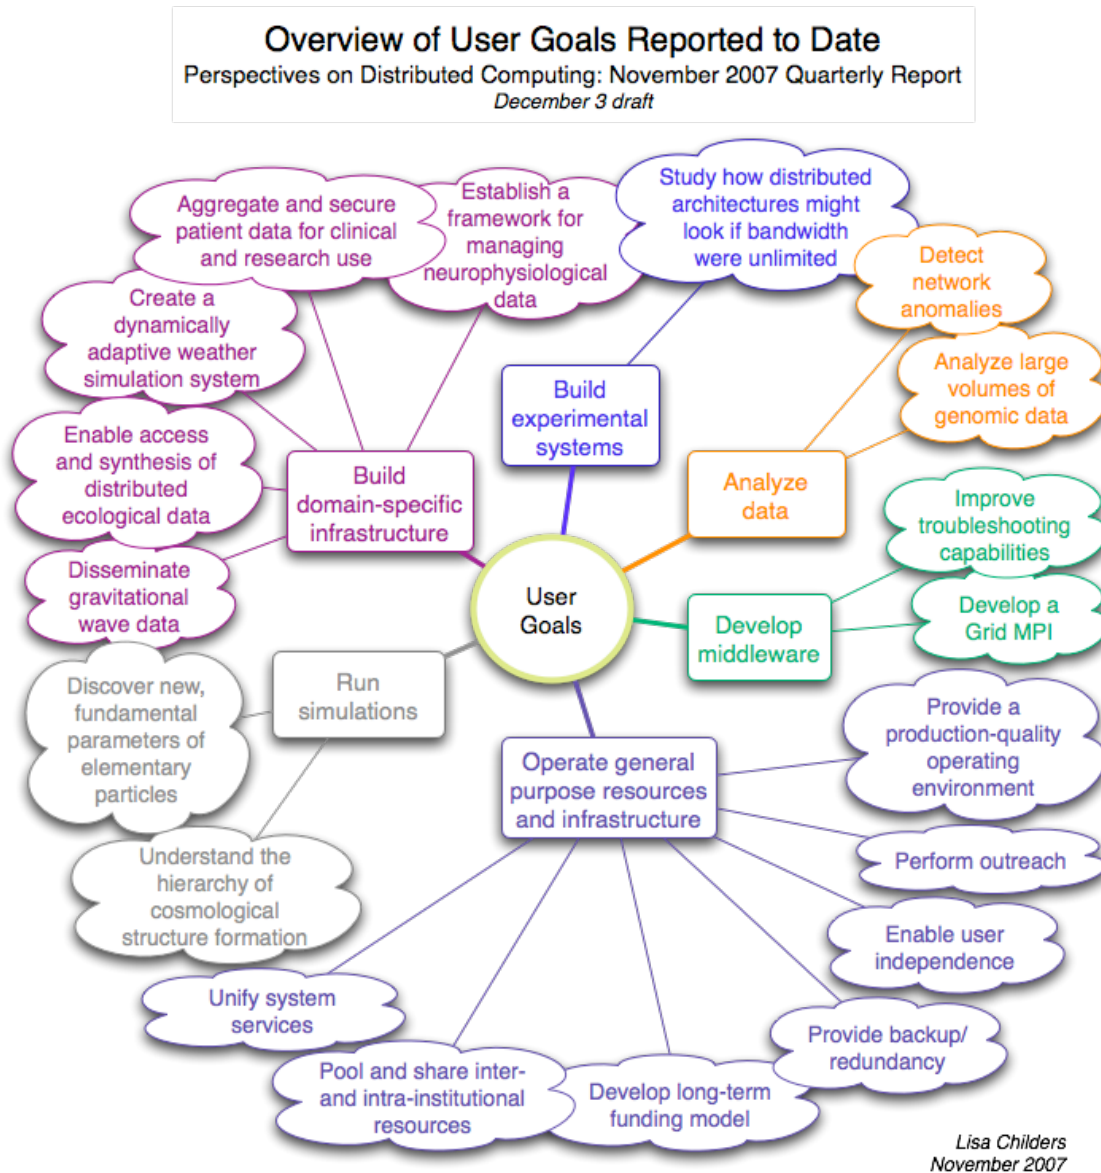 Overview of User Goals Reported to Date
Perspectives on Distributed Computing: November 2007 Quarterly Report
December 3 draft
Establish a
framework for
managing
neurophysiological
data
Aggregate and secure
patient data for clinical
and research use
Create a
dynamically
adaptive weather
simulation system
Enable access
and synthesis of
distributed
ecological data
Disseminate
gravitational
wave data
Build
domain-specific
infrastructure
Study how distributed
architectures might
look if bandwidth
were unlimited
Build
experimental
systems
Detect
network
anomalies
Analyze large
volumes of
genomic data
Analyze
data
Improve
troubleshooting
capabilities
Develop a
Grid MPI
Develop
middleware
User
Goals
Run
simulations
Discover new,
fundamental
parameters of
elementary
particles
Understand the
hierarchy of
cosmological
structure formation
Operate general
purpose resources
and infrastructure
Provide a
production-quality
operating
environment
Perform outreach
Enable user
independence
Provide backup/
redundancy
Develop long-term
funding model
Pool and share inter-
and intra-institutional
resources
Unify system
services
Lisa Childers
November 2007